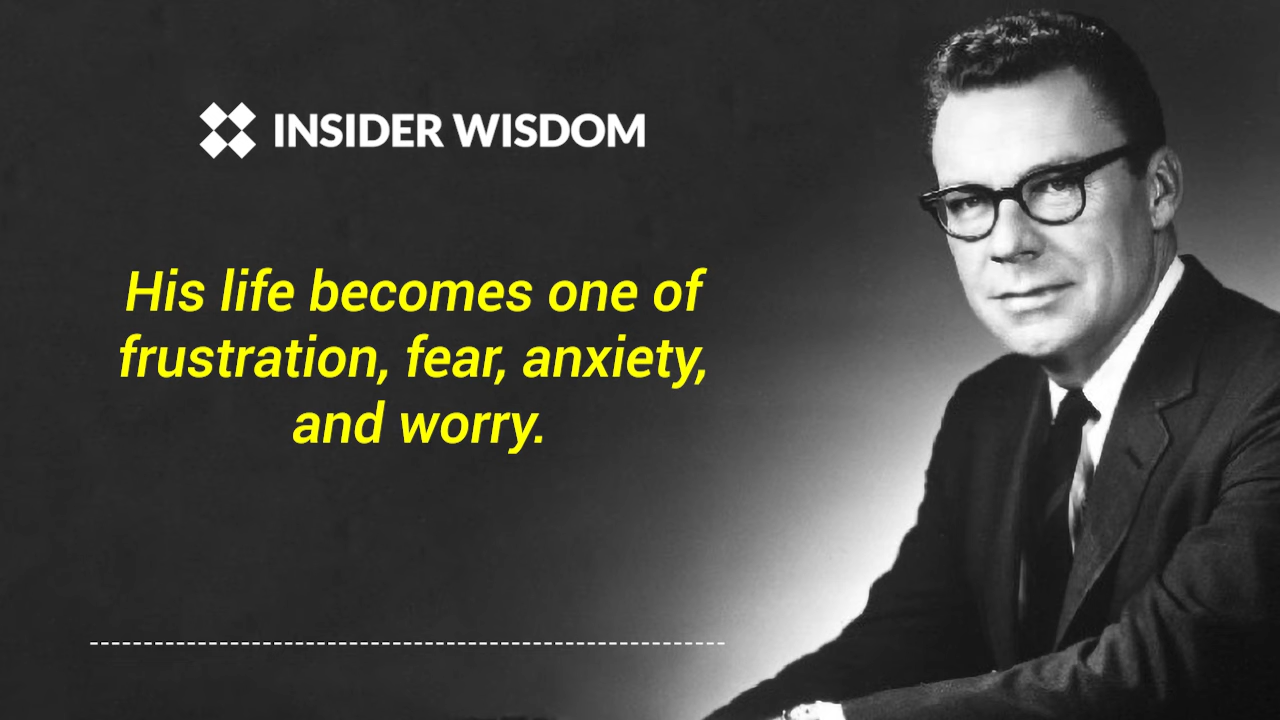 INSIDER WISDOM
His life becomes one of
frustration, fear, anxiety,
and worry.